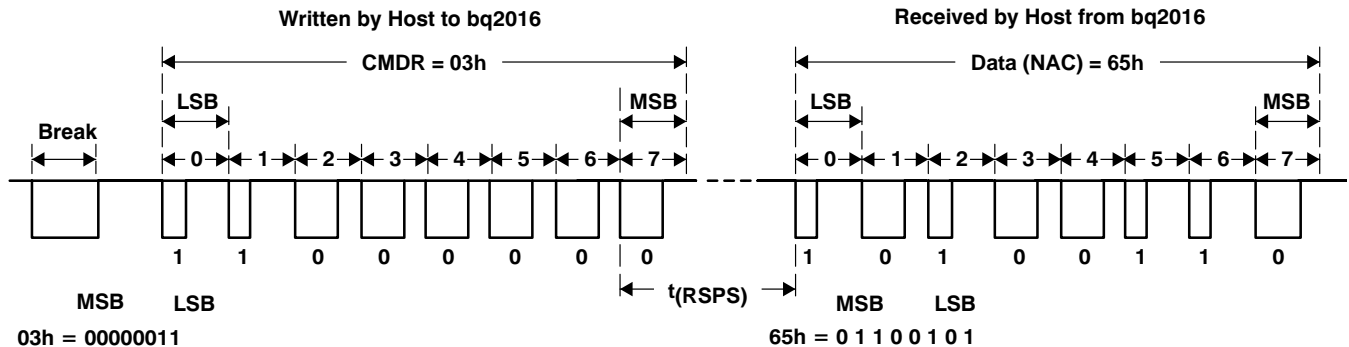 Written by Host to bq2016 Received by Host from bq2016
CMDR = 03h Data (NAC) = 65h
LSB MSB LSB MSB
Break
0 1 2 3 4 5 6 7 0 1 2 3 4 5 6 7
1 1 0 0 0 0 0 0 1 0 1 0 0 1 1 0
t(RSPS)
MSB LSB MSB LSB
03h = 00000011 65h = 0 1 1 0 0 1 0 1